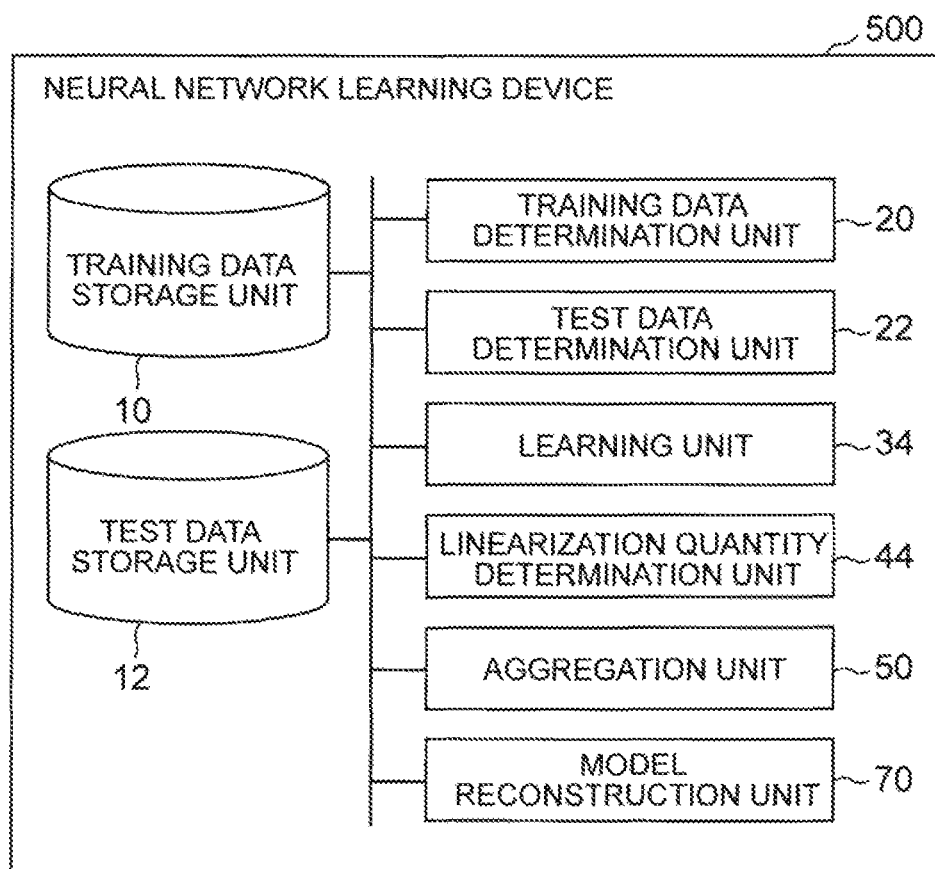 500
NEURAL NETWORK LEARNING DEVICE
TRAINING DATA
STORAGE UNIT
10
TEST DATA
STORAGE UNIT
12
TRAINING DATA
DETERMINATION UNIT
20
TEST DATA
DETERMINATION UNIT
22
LEARNING UNIT
34
LINEARIZATION QUANTITY
DETERMINATION UNIT
44
AGGREGATION UNIT
50
MODEL
RECONSTRUCTION UNIT
70